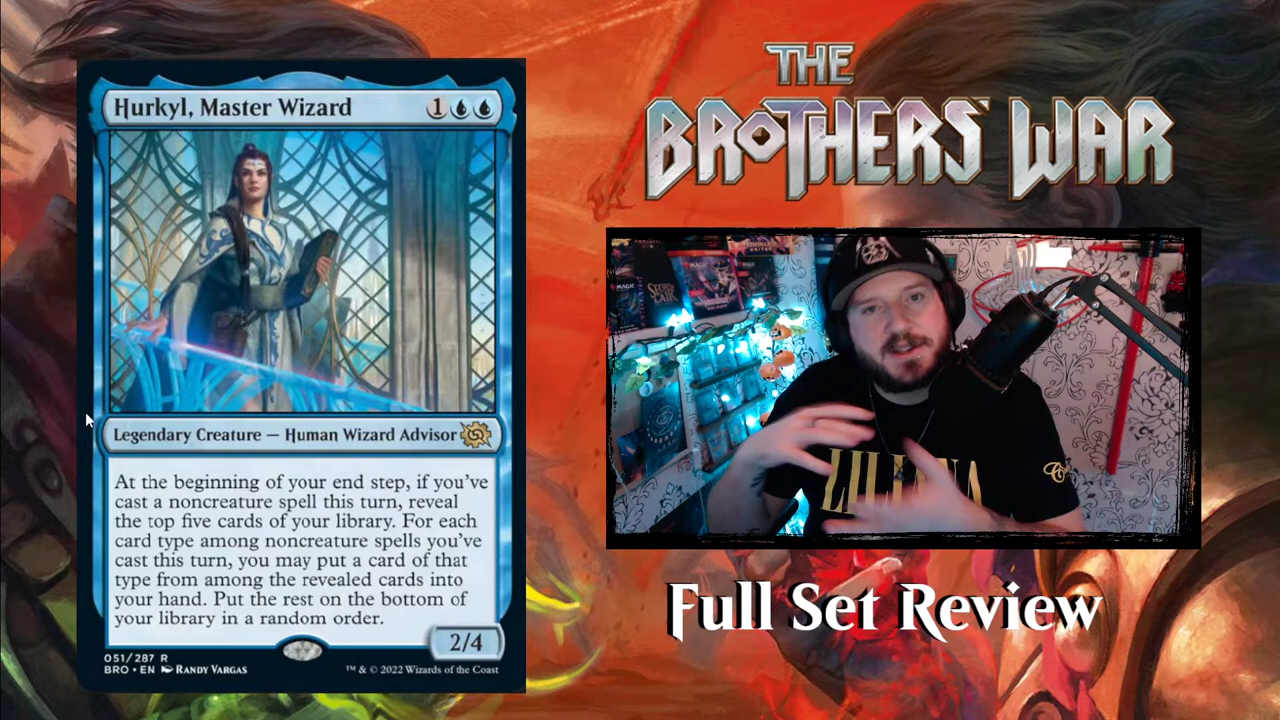 Hurkyl, Master Wizard 1
Legendary Creature — Human Wizard Advisor
At the beginning of your end step, if you've
cast a noncreature spell this turn, reveal
the top five cards of your library. For each
card type among noncreature spells you've
cast this turn, you may put a card of that
type from among the revealed cards into
your hand. Put the rest on the bottom of
your library in a random order.
2/4
051/287 R
BRO • EN RANDY VARGAS
™ & © 2022 Wizards of the Coast
THE
BROTHERS' WAR
MAGIC
SECRET
LAIR
LILIANA
Full Set Review